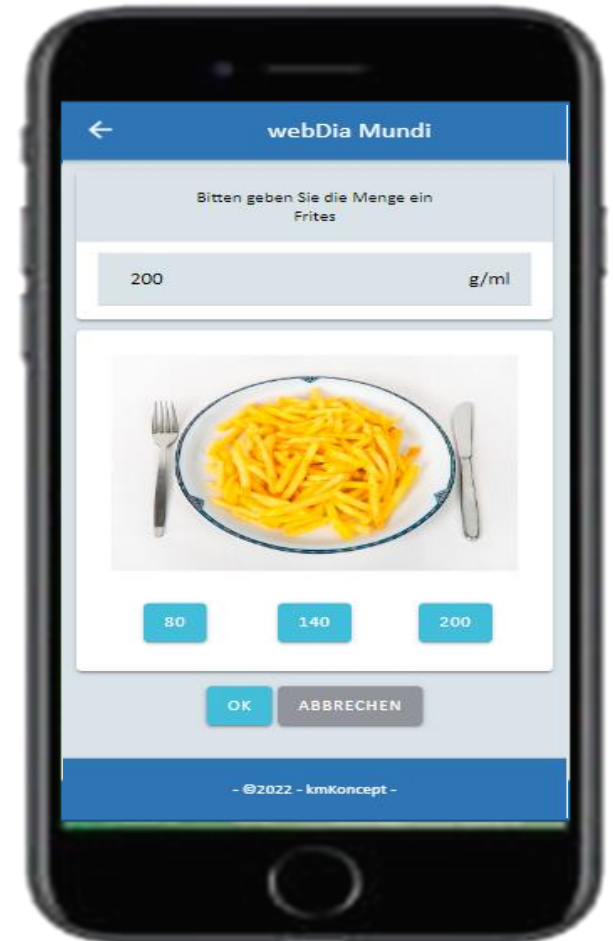 webDia Mundi
Bitten geben Sie die Menge ein
Frites
200 g/ml
80 140 200
OK ABBRECHEN
- ©2022 - kmKoncept -